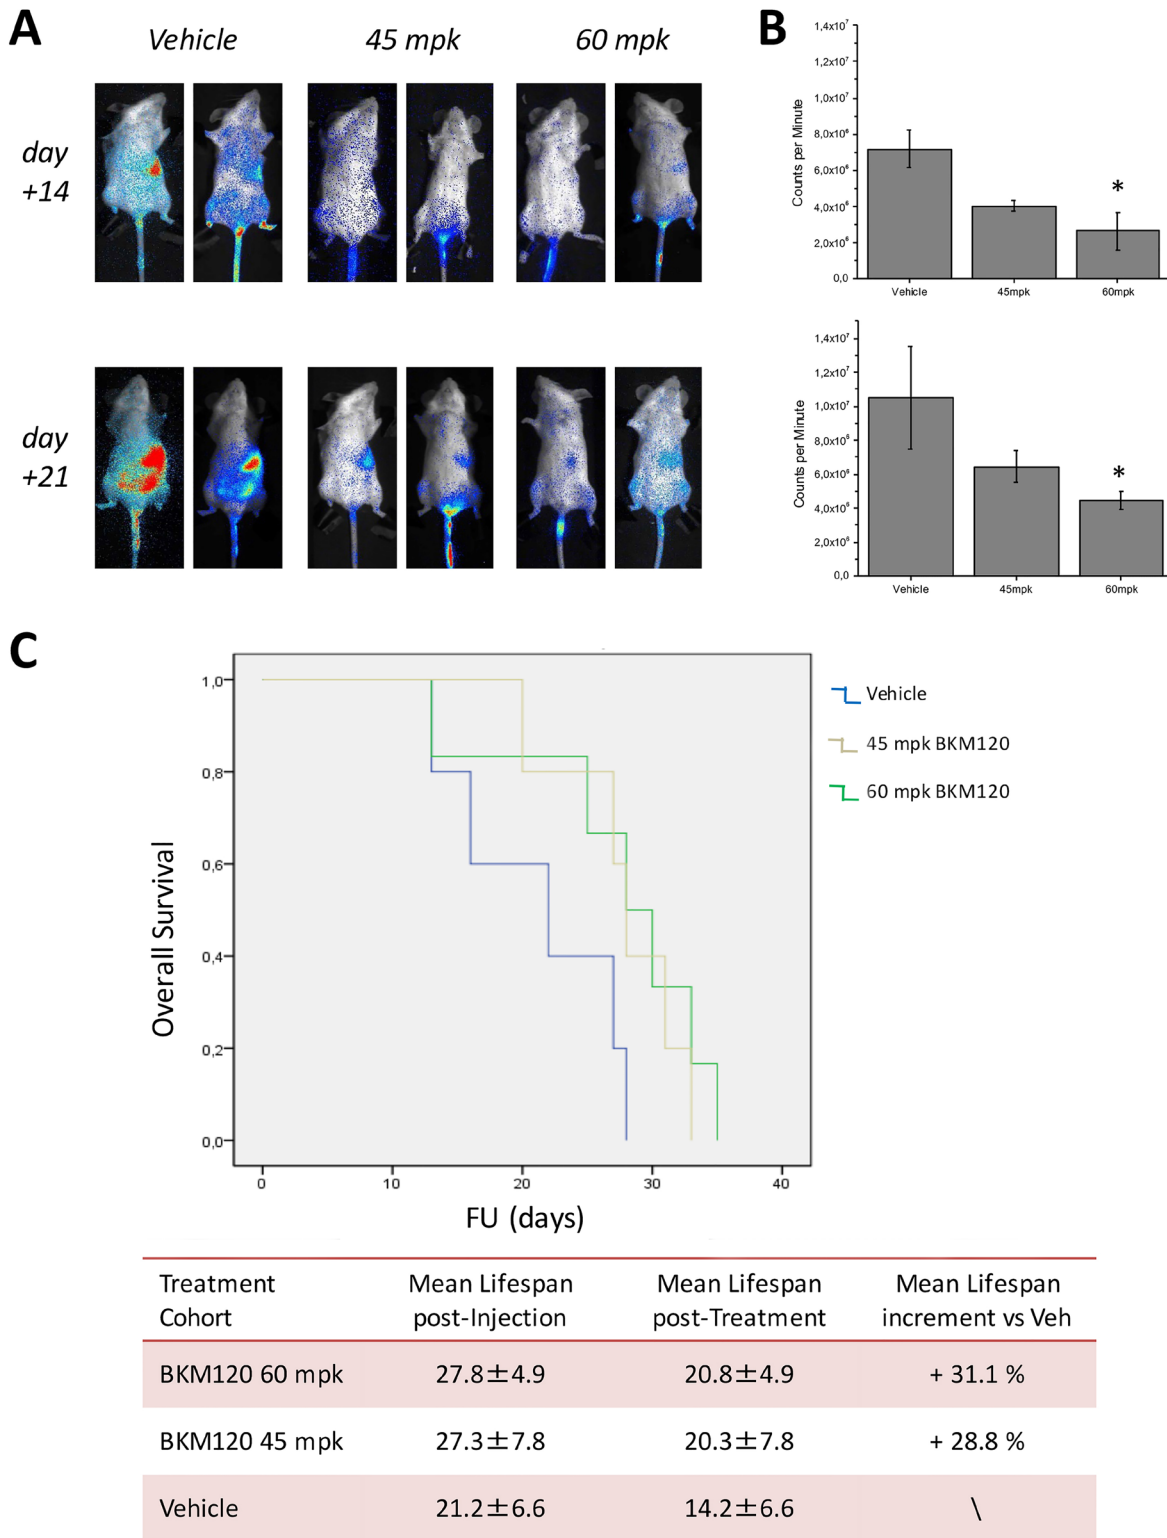 A
Vehicle
45 mpk
60 mpk
day
+14
day
+21
B
1,4x10⁷
1,2x10⁷
1,0x10⁷
8,0x10⁶
6,0x10⁶
4,0x10⁶
2,0x10⁶
0,0
Counts per Minute
*
Vehicle
45mpk
60mpk
1,4x10⁷
1,2x10⁷
1,0x10⁷
8,0x10⁶
6,0x10⁶
4,0x10⁶
2,0x10⁶
0,0
Counts per Minute
*
Vehicle
45mpk
60mpk
C
Overall Survival
1,0
0,8
0,6
0,4
0,2
0,0
0
10
20
30
40
FU (days)
Vehicle
45 mpk BKM120
60 mpk BKM120
Treatment Cohort Mean Lifespan post-Injection Mean Lifespan post-Treatment Mean Lifespan increment vs Veh
BKM120 60 mpk 27.8±4.9 20.8±4.9 + 31.1 %
BKM120 45 mpk 27.3±7.8 20.3±7.8 + 28.8 %
Vehicle 21.2±6.6 14.2±6.6 \